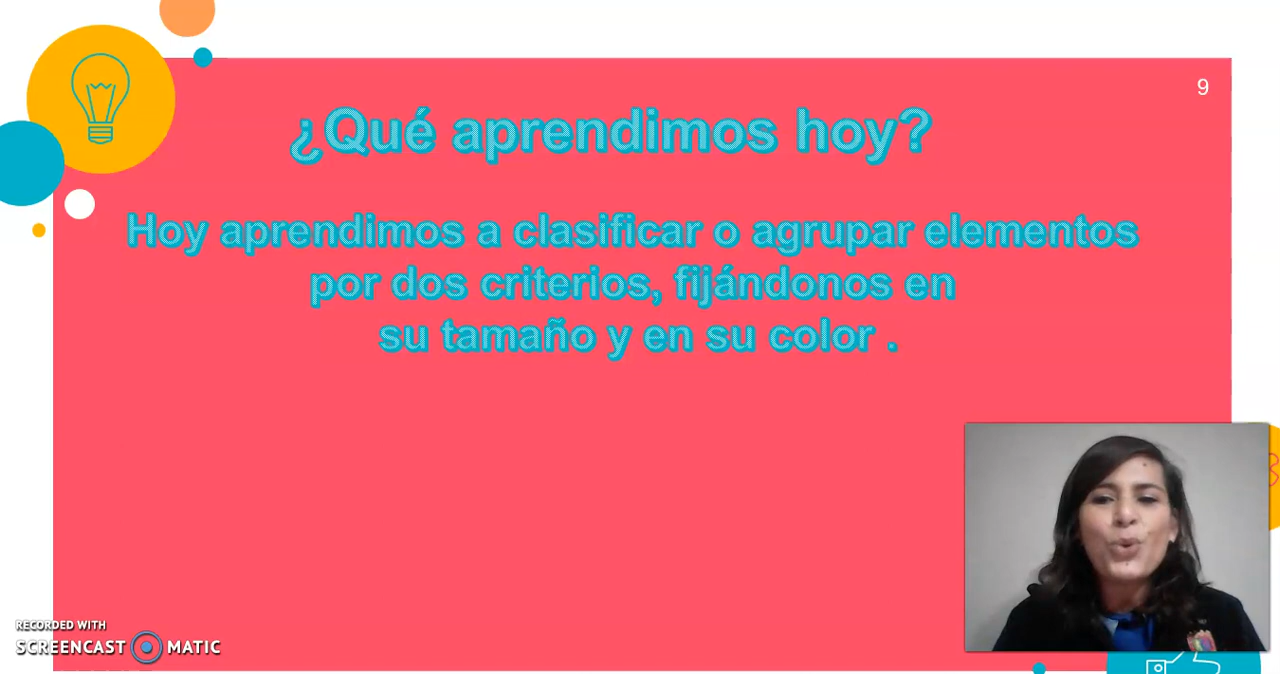 9
¿Qué aprendimos hoy?
Hoy aprendimos a clasificar o agrupar elementos
por dos criterios, fijándonos en
su tamaño y en su color .
RECORDED WITH
SCREENCAST MATIC